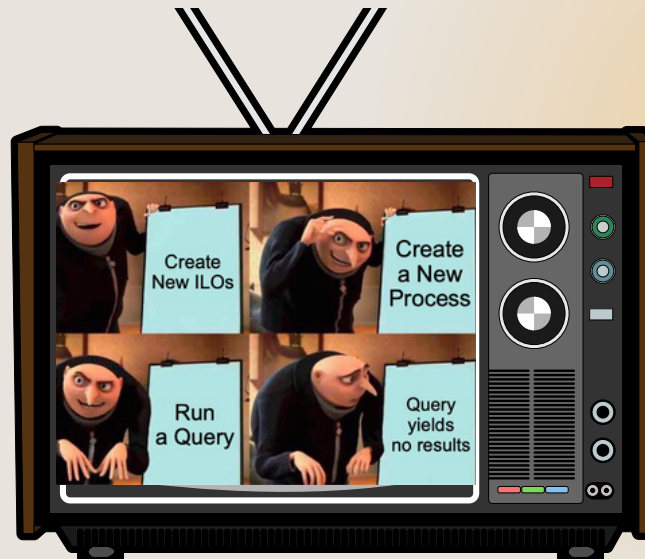 Create
New ILOs
Create
a New
Process
Run
a Query
Query
yields
no results